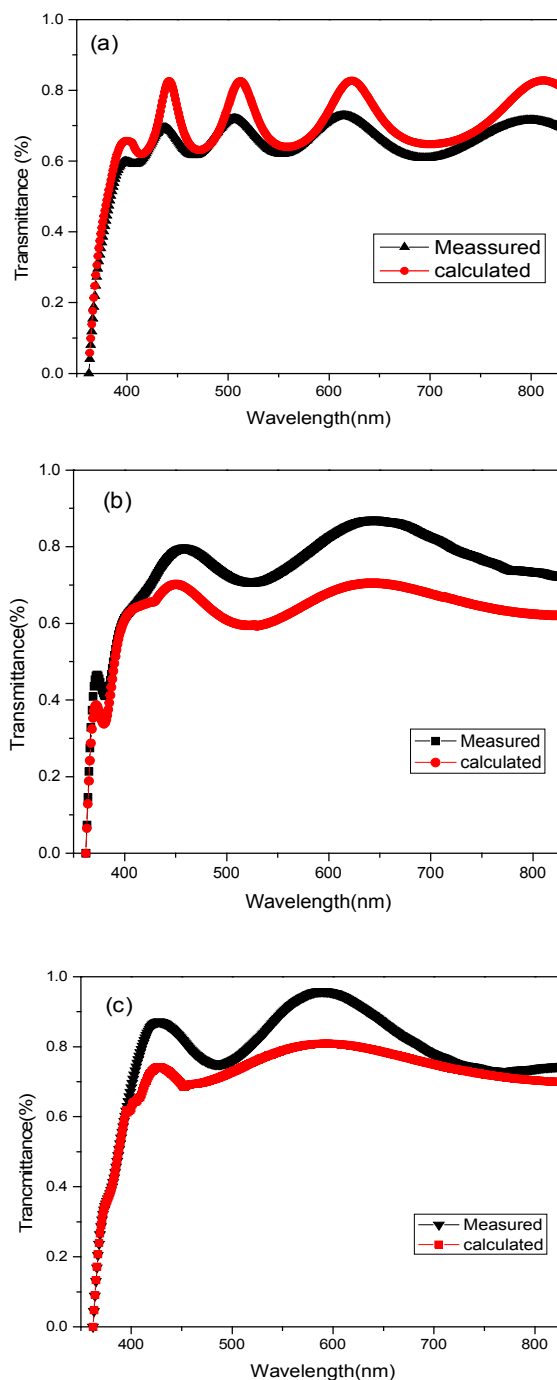 (a)
1.0
0.8
0.6
0.4
0.2
0.0
Transmittance (%)
Meassured
calculated
400 500 600 700 800
Wavelength(nm)
(b)
1.0
0.8
0.6
0.4
0.2
0.0
Transmittance(%)
Measured
calculated
400 500 600 700 800
Wavelength(nm)
(c)
1.0
0.8
0.6
0.4
0.2
0.0
Trancmittance(%)
Measured
calculated
400 500 600 700 800
Wavelength(nm)